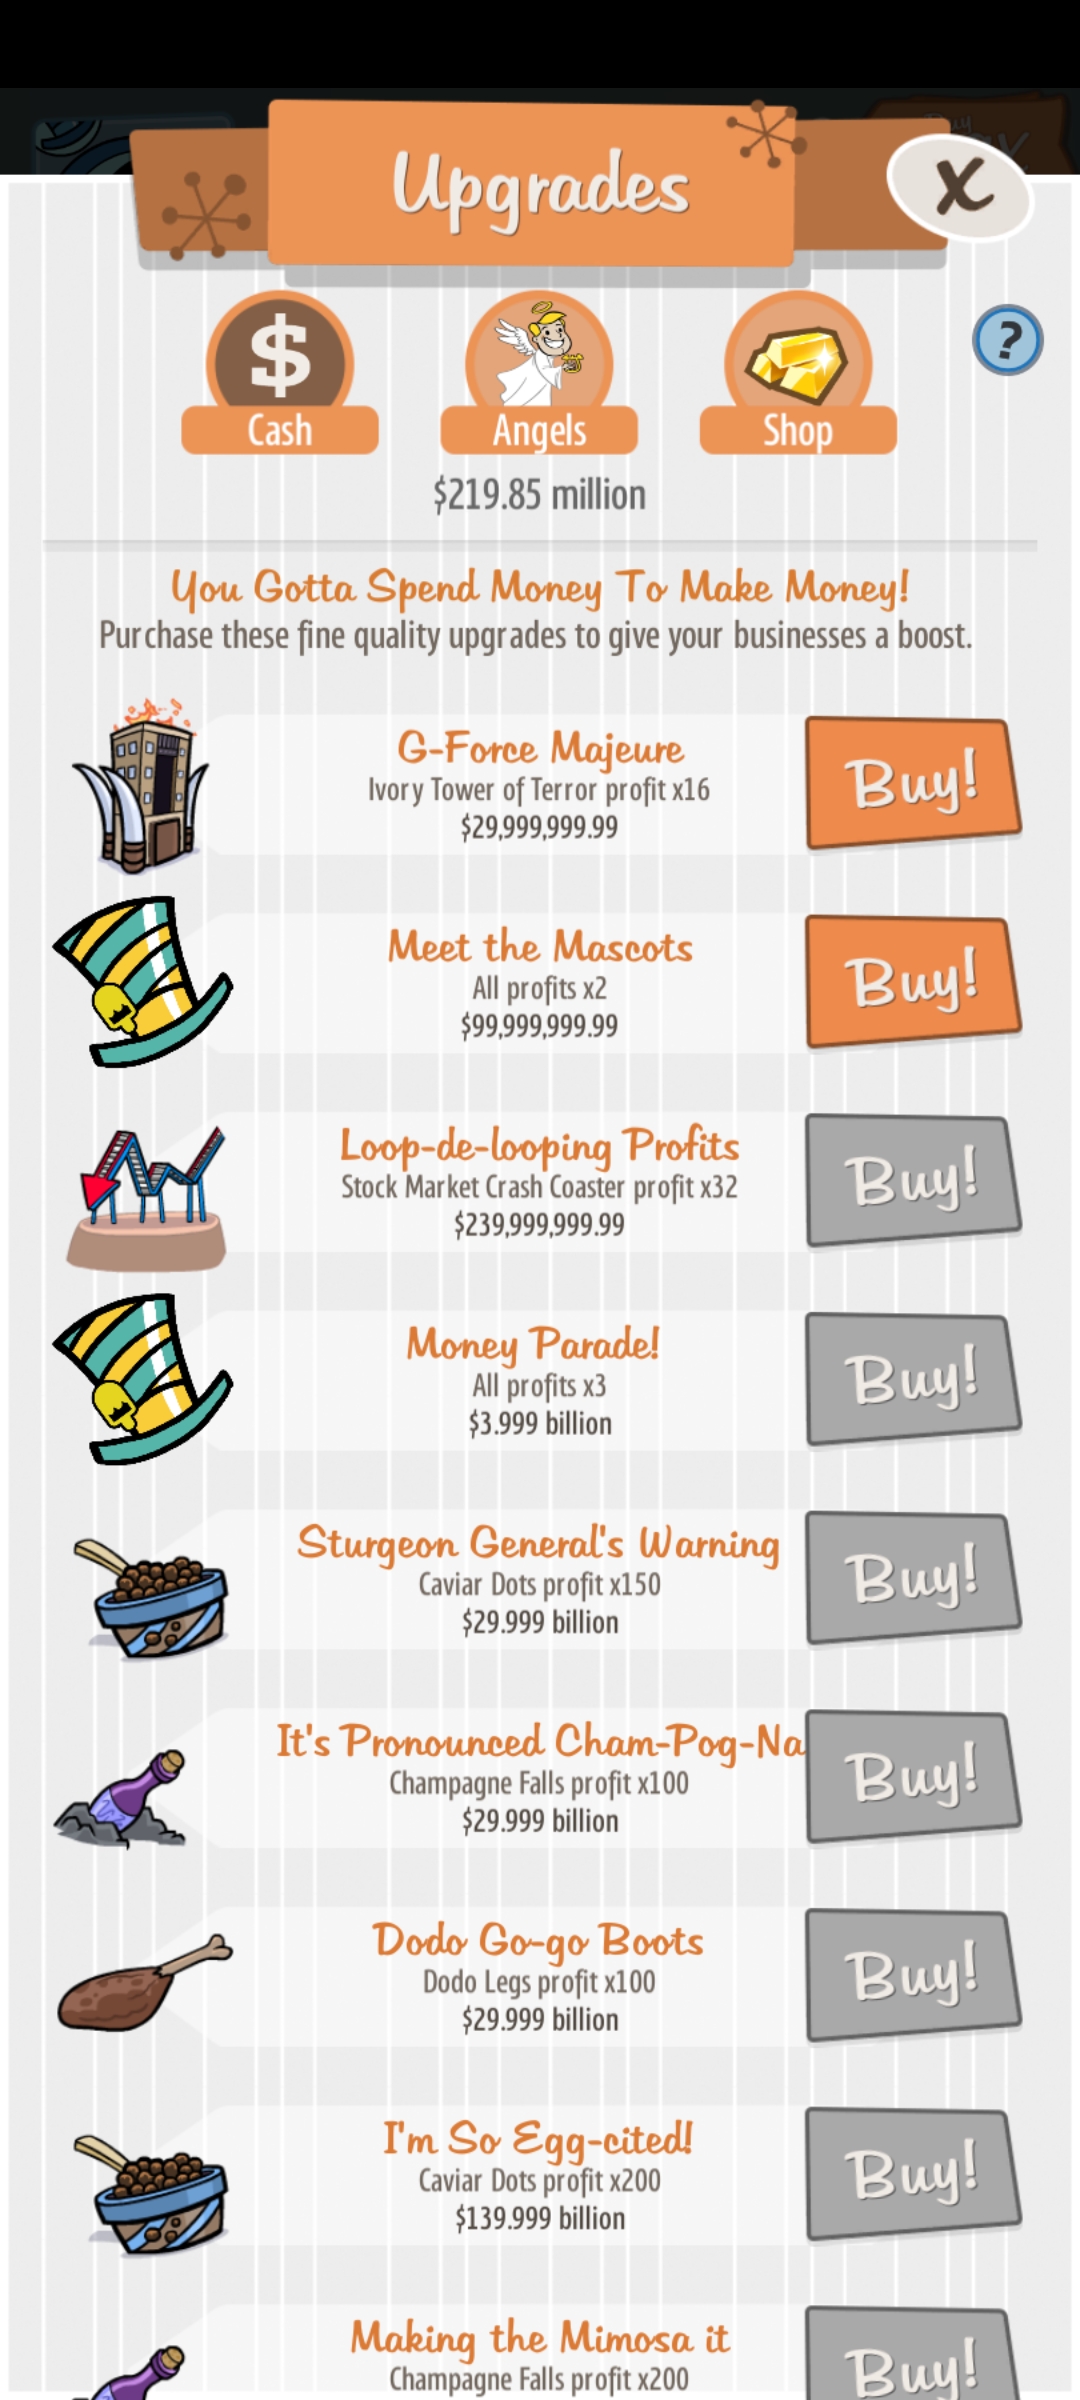 Upgrades
X
$
?
Cash
Angels
Shop
$219.85 million
You Gotta Spend Money To Make Money!
Purchase these fine quality upgrades to give your businesses a boost.
G-Force Majeure
Ivory Tower of Terror profit x16
$29,999,999.99
Buy!
Meet the Mascots
All profits x2
$99,999,999.99
Buy!
Loop-de-looping Profits
Stock Market Crash Coaster profit x32
$239,999,999.99
Buy!
Money Parade!
All profits x3
$3.999 billion
Buy!
Sturgeon General's Warning
Caviar Dots profit x150
$29.999 billion
Buy!
It's Pronounced Cham-Pog-Na
Champagne Falls profit x100
$29.999 billion
Buy!
Dodo Go-go Boots
Dodo Legs profit x100
$29.999 billion
Buy!
I'm So Egg-cited!
Caviar Dots profit x200
$139.999 billion
Buy!
Making the Mimosa it
Champagne Falls profit x200
Buy!